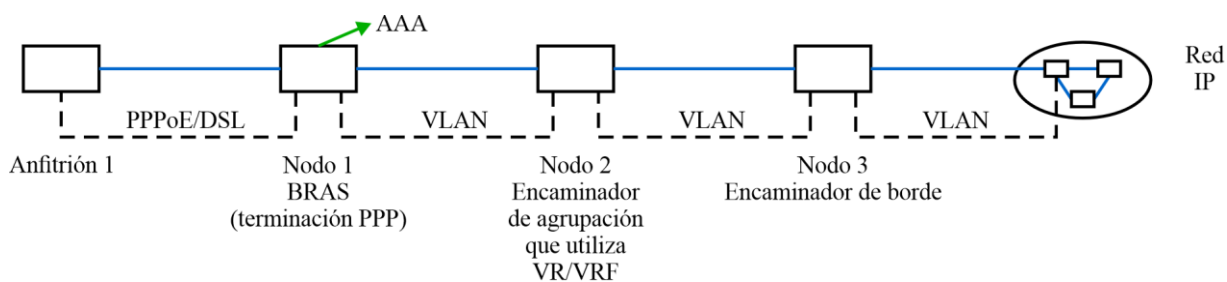 AAA
Red
IP
PPPoE/DSL
VLAN
VLAN
VLAN
Anfitrión 1
Nodo 1
BRAS
(terminación PPP)
Nodo 2
Encaminador
de agrupación
que utiliza
VR/VRF
Nodo 3
Encaminador de borde